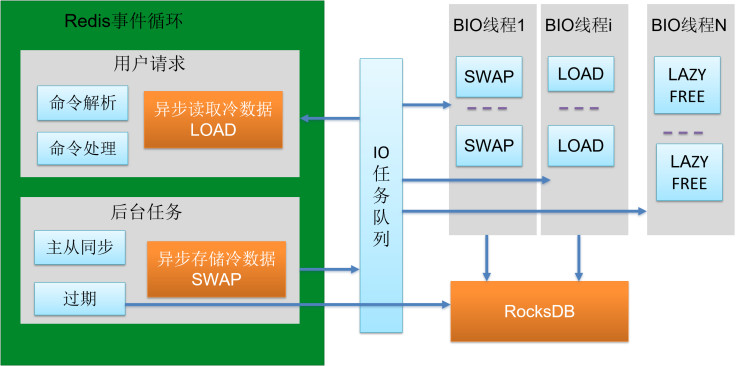 Redis事件循环
用户请求
命令解析
命令处理
异步读取冷数据
LOAD
后台任务
主从同步
过期
异步存储冷数据
SWAP
IO
任
务
队
列
BIO线程1
SWAP
SWAP
BIO线程i
LOAD
LOAD
BIO线程N
LAZY
FREE
LAZY
FREE
RocksDB